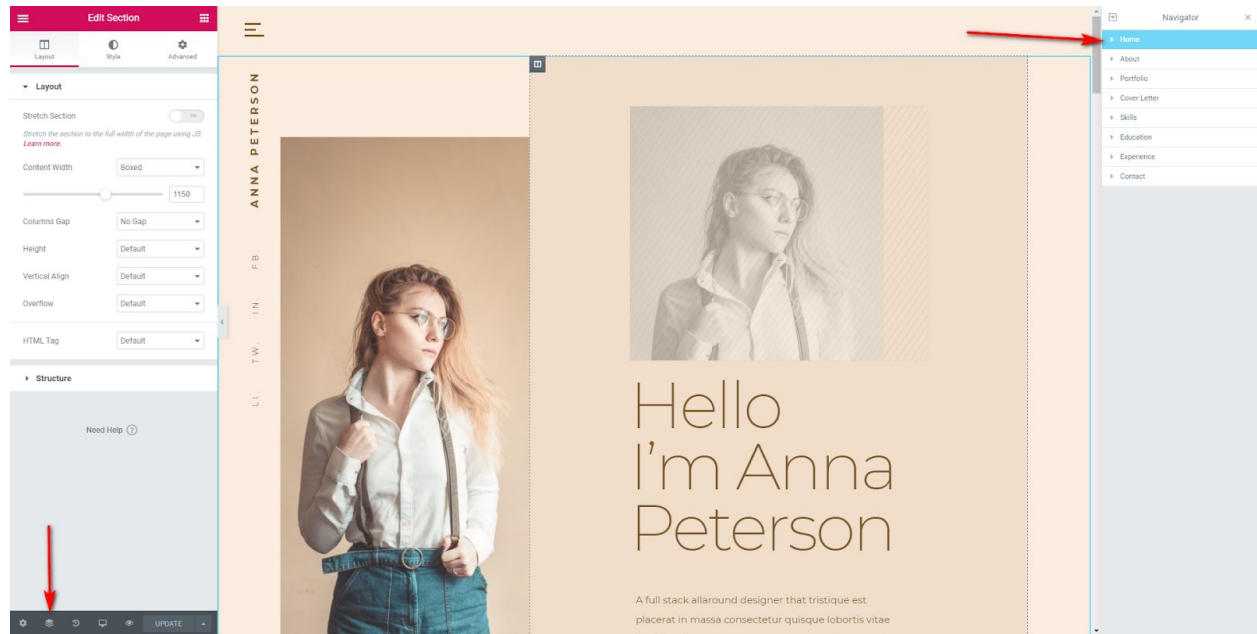 Edit Section
Layout
Style
Advanced
Layout
Stretch Section
Stretch the section to the full width of the page using JS.
Learn more.
Content Width
Boxed
1150
Columns Gap
No Gap
Height
Default
Vertical Align
Default
Overflow
Default
HTML Tag
Default
Structure
Need Help
UPDATE
ANNA PETERSON
FB
IN
TW.
LI.
Hello
I'm Anna
Peterson
A full stack allaround designer that tristique est
placerat in massa consectetur quisque lobortis vitae
Navigator
Home
About
Portfolio
Cover Letter
Skills
Education
Experience
Contact